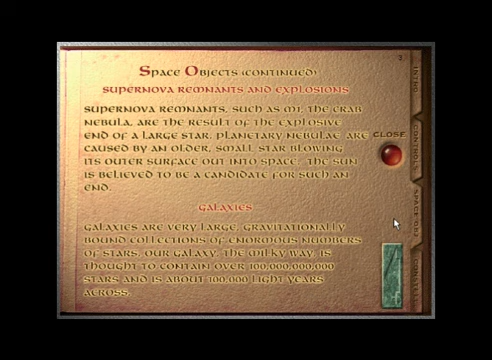 2
Space Objects (continued)
Supernova Remnants and Explosions
Supernova remnants, such as M1, the Crab
Nebula, are the result of the explosive
end of a large star. Planetary nebulae are
caused by an older, small star blowing
its outer surface out into space. The sun
is believed to be a candidate for such an
end.
Galaxies
Galaxies are very large, gravitationally
bound collections of enormous numbers
of stars. Our galaxy, the Milky Way, is
thought to contain over 100,000,000,000
stars and is about 100,000 light years
across.
CLOSE
INTRO
CONTROLS
SPACE OBJ
CONSTEL